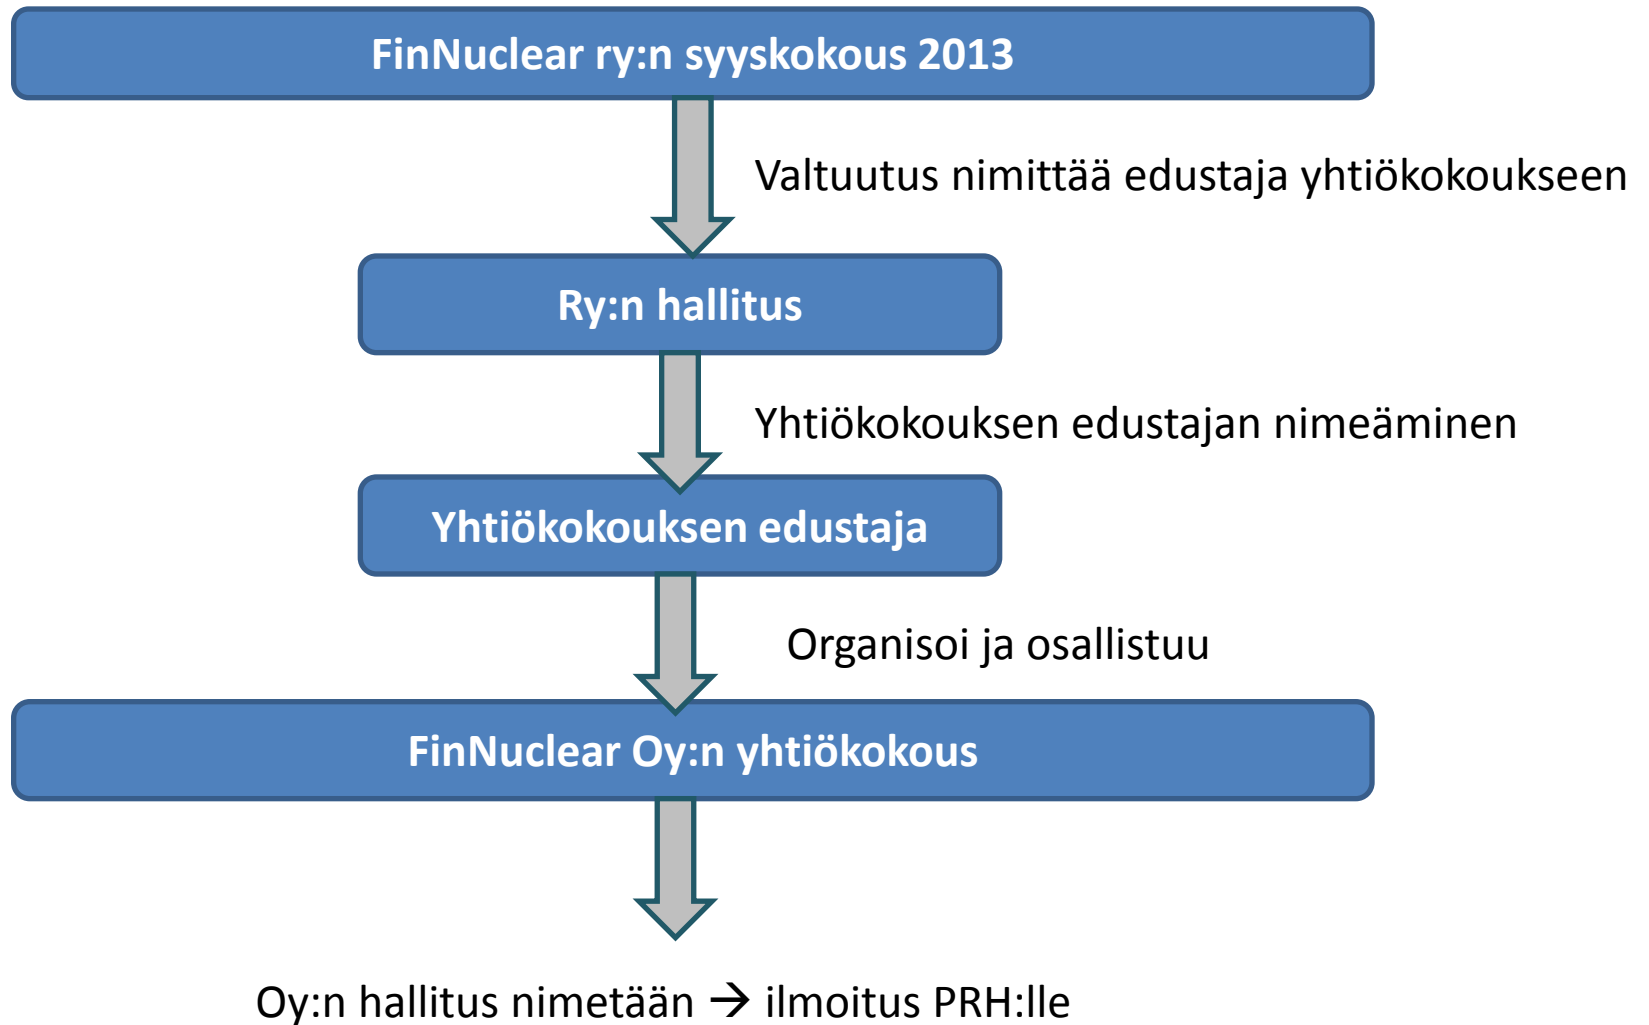 FinNuclear ry:n syyskokous 2013
Valtuutus nimittää edustaja yhtiökokoukseen
Ry:n hallitus
Yhtiökokouksen edustajan nimeäminen
Yhtiökokouksen edustaja
Organisoi ja osallistuu
FinNuclear Oy:n yhtiökokous
Oy:n hallitus nimetään → ilmoitus PRH:lle